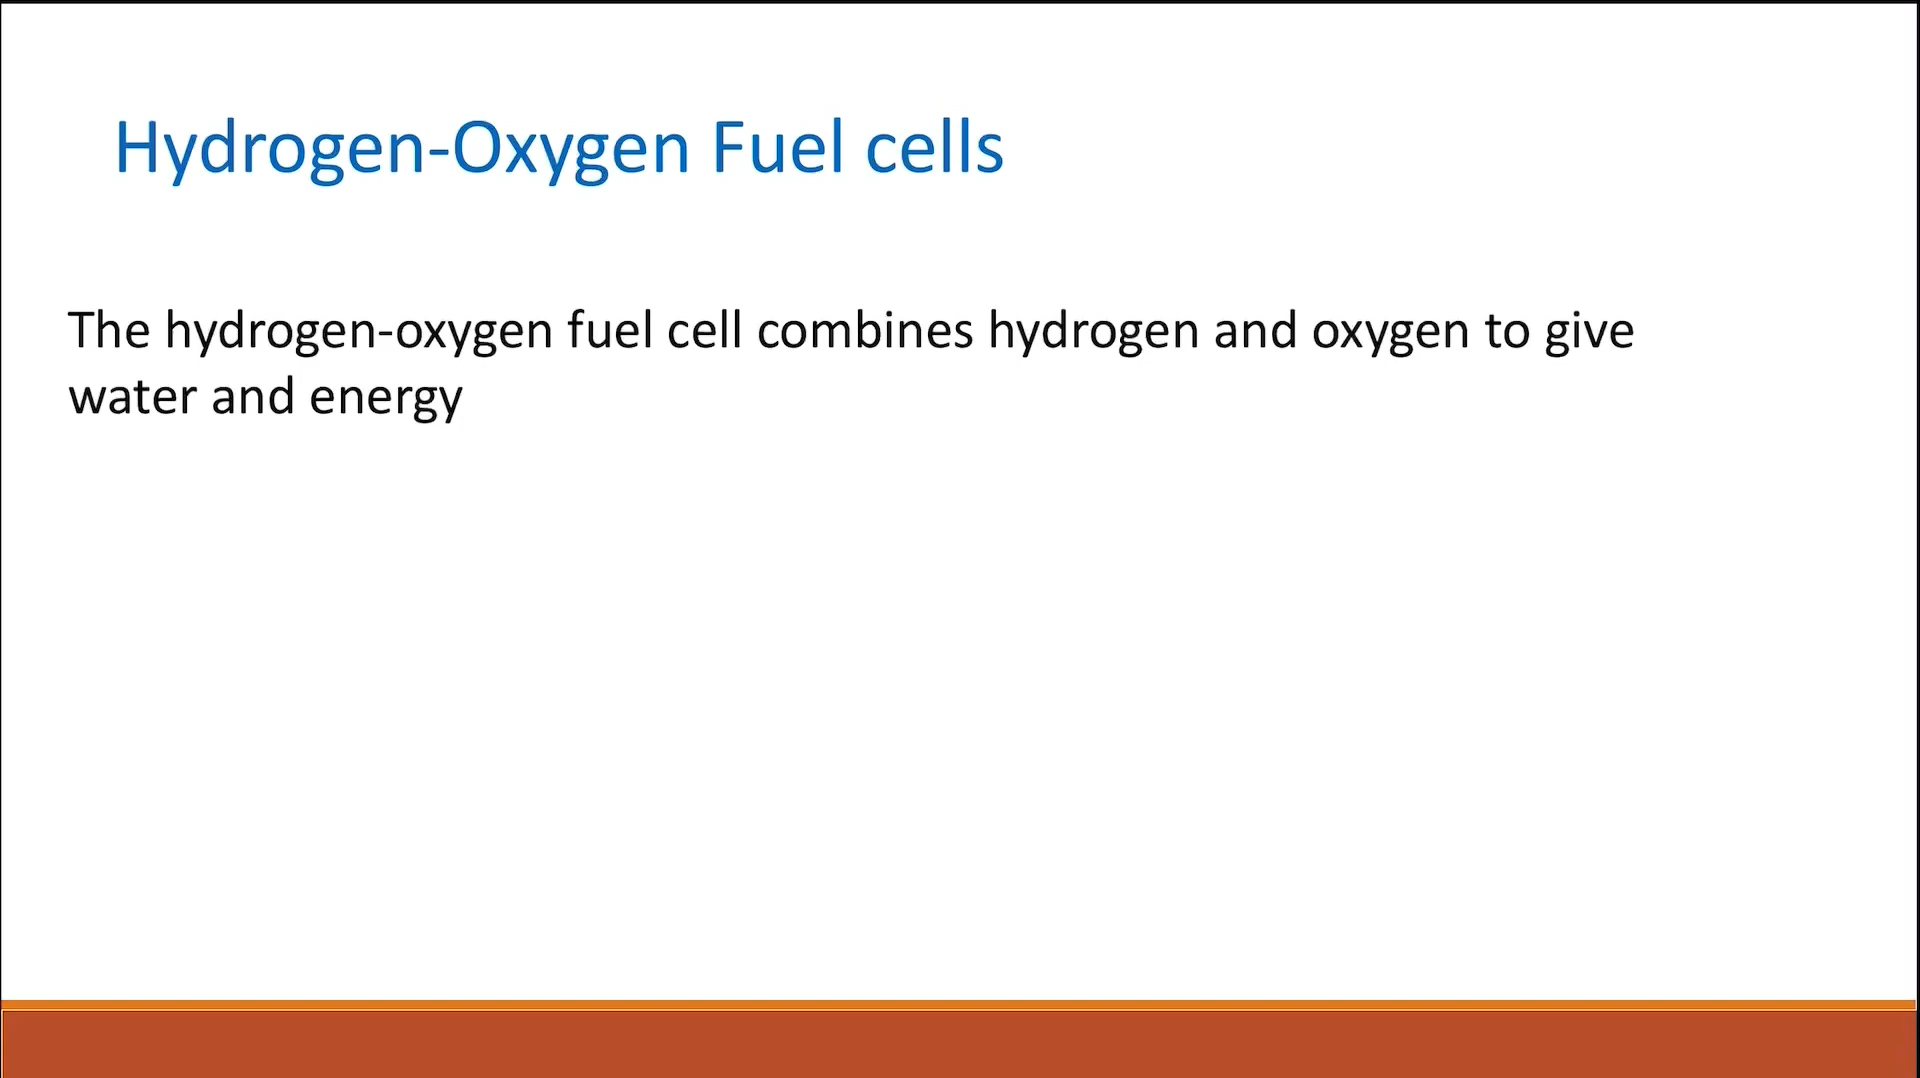 Hydrogen-Oxygen Fuel cells
The hydrogen-oxygen fuel cell combines hydrogen and oxygen to give
water and energy